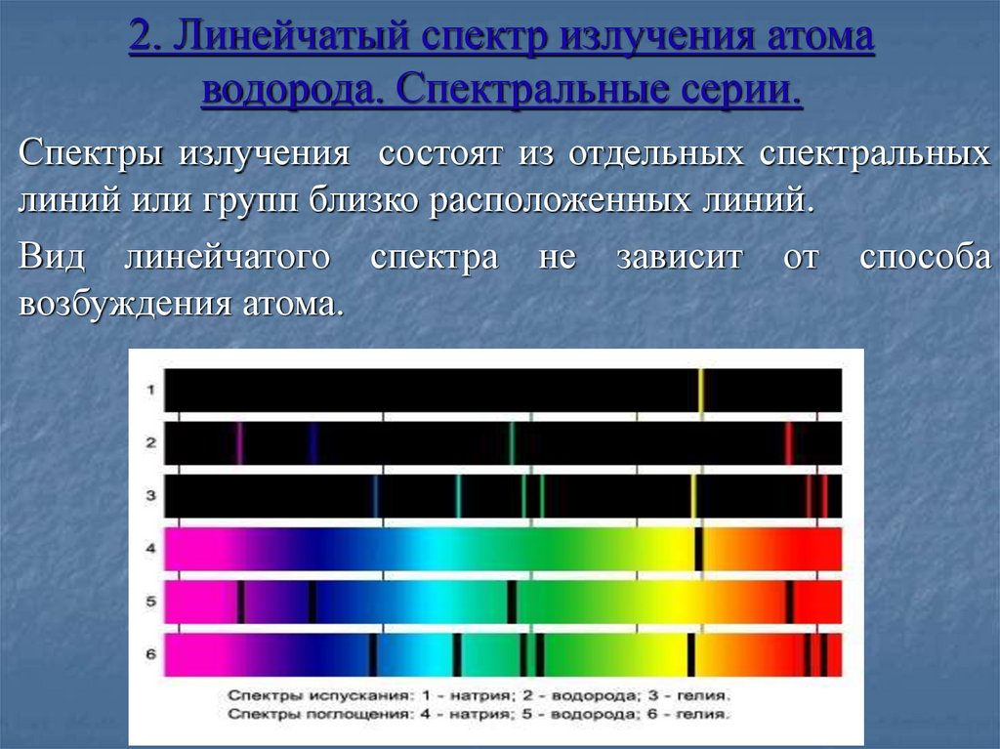 2. Линейчатый спектр излучения атома
водорода. Спектральные серии.
Спектры излучения состоят из отдельных спектральных
линий или групп близко расположенных линий.
Вид линейчатого спектра не зависит от способа
возбуждения атома.
1
2
3
4
5
6
Спектры испускания: 1 - натрия; 2 - водорода; 3 - гелия.
Спектры поглощения: 4 - натрия; 5 - водорода; 6 - гелия.